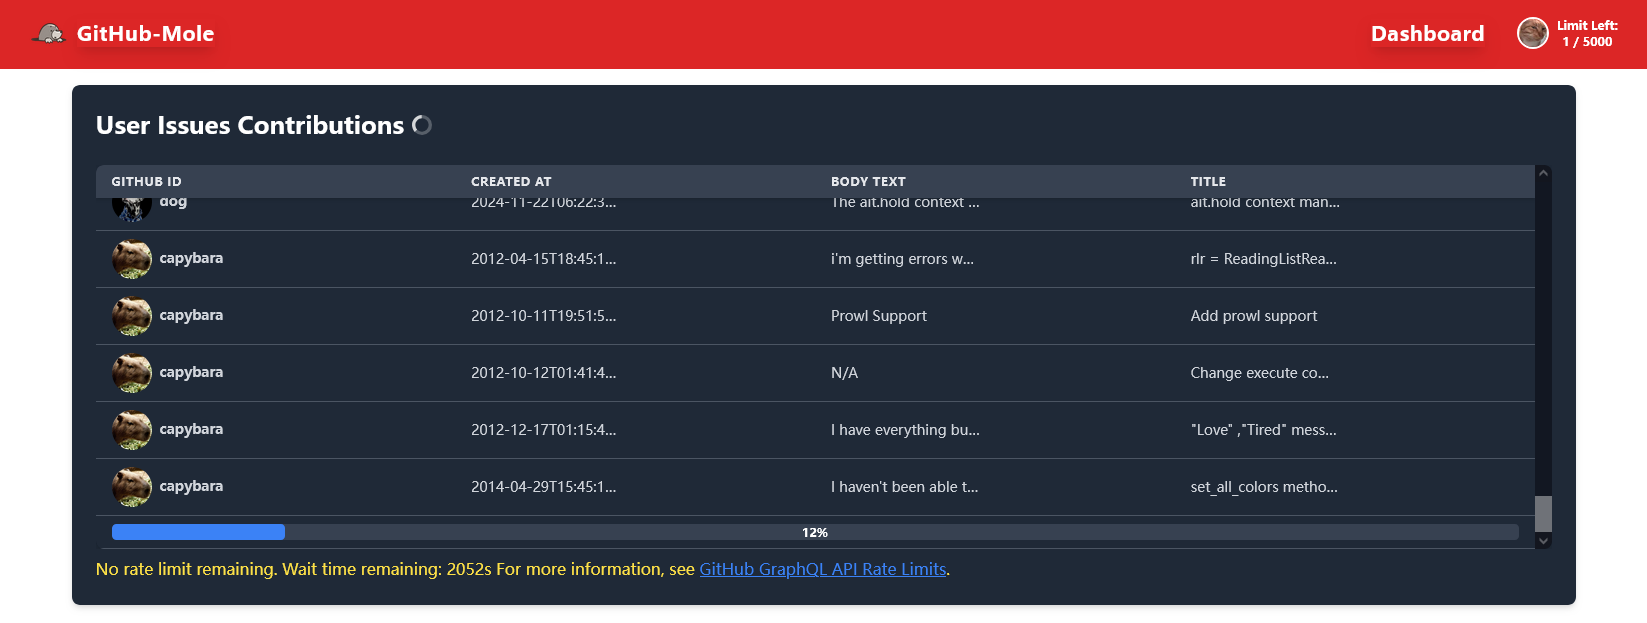 GitHub-Mole
Dashboard
Limit Left:
1 / 5000
User Issues Contributions
GITHUB ID CREATED AT BODY TEXT TITLE
dog 2024-11-22T06:22:3... The ait.hold context ... ait.hold context man...
capybara 2012-04-15T18:45:1... i'm getting errors w... rlr = ReadingListRea...
capybara 2012-10-11T19:51:5... Prowl Support Add prowl support
capybara 2012-10-12T01:41:4... N/A Change execute co...
capybara 2012-12-17T01:15:4... I have everything bu... "Love" ,"Tired" mess...
capybara 2014-04-29T15:45:1... I haven't been able t... set_all_colors metho...
12%
No rate limit remaining. Wait time remaining: 2052s For more information, see GitHub GraphQL API Rate Limits.